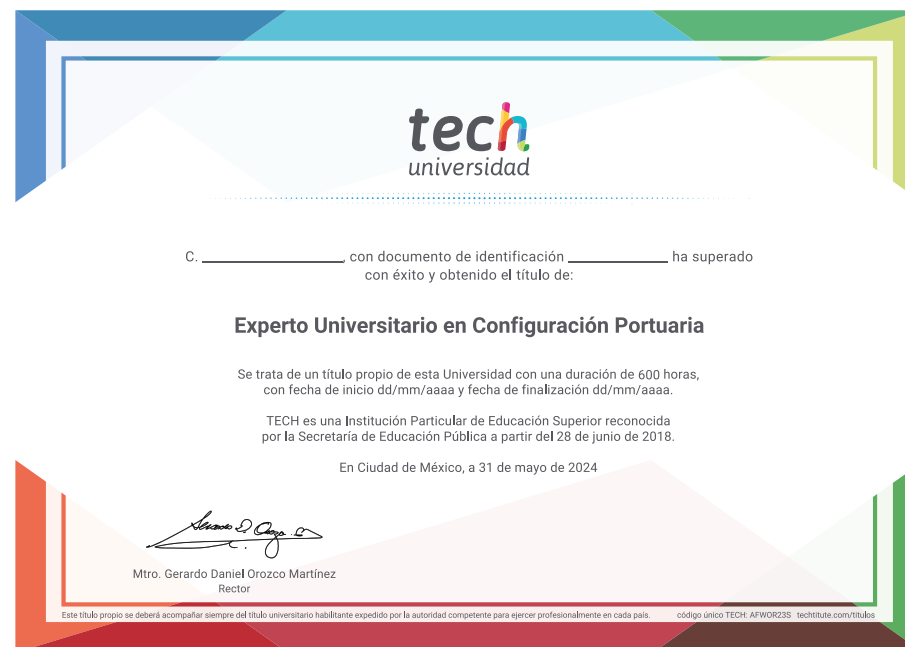 tech
universidad
C. ____________, con documento de identificación ____________ ha superado
con éxito y obtenido el título de:
Experto Universitario en Configuración Portuaria
Se trata de un título propio de esta Universidad con una duración de 600 horas,
con fecha de inicio dd/mm/aaaa y fecha de finalización dd/mm/aaaa.
TECH es una Institución Particular de Educación Superior reconocida
por la Secretaría de Educación Pública a partir del 28 de junio de 2018.
En Ciudad de México, a 31 de mayo de 2024
Mtro. Gerardo Daniel Orozco Martínez
Rector
Este título propio se deberá acompañar siempre del título universitario habilitante expedido por la autoridad competente para ejercer profesionalmente en cada país. código único TECH: AFWOR23S techtitute.com/títulos